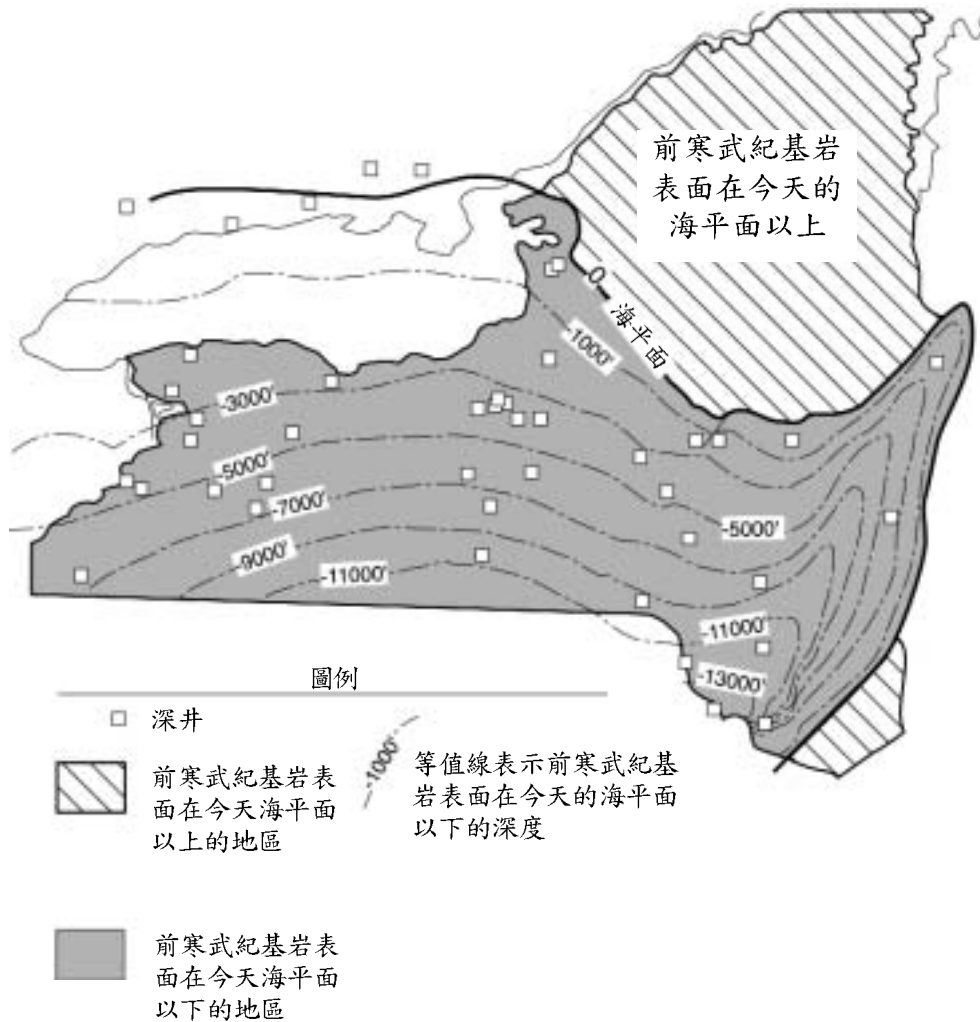 前寒武紀基岩
表面在今天的
海平面以上
0
海平面
-1000'
-3000'
-5000'
-7000'
-5000'
-9000'
-11000'
-11000'
-13000'
圖例
深井
前寒武紀基岩表
面在今天海平面
以上的地區
-1000'
等值線表示前寒武紀基
岩表面在今天的海平面
以下的深度
前寒武紀基岩表
面在今天海平面
以下的地區